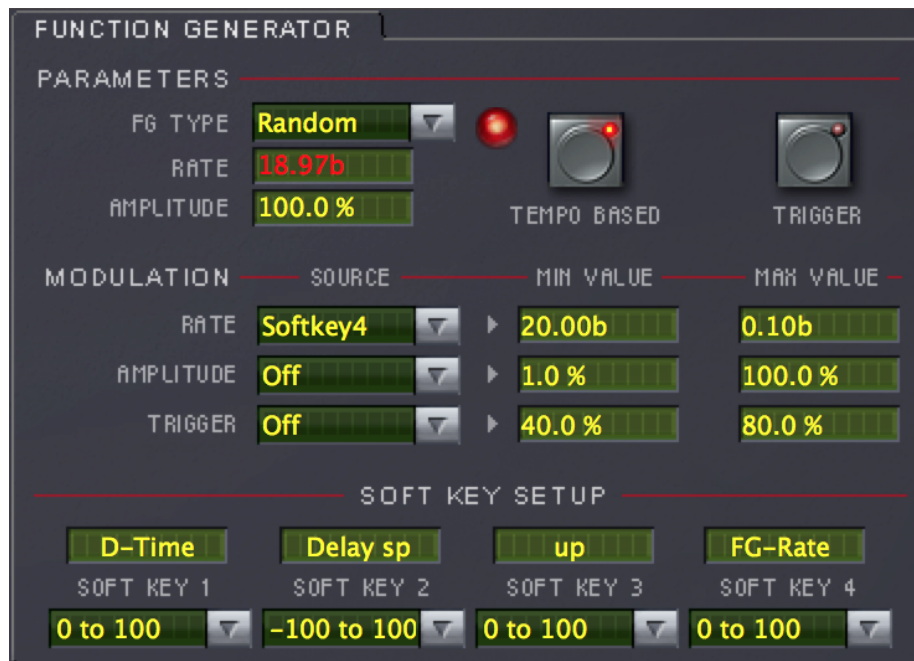 FUNCTION GENERATOR
PARAMETERS
FG TYPE Random
RATE 18.97b
AMPLITUDE 100.0 %
TEMPO BASED TRIGGER
MODULATION SOURCE MIN VALUE MAX VALUE
RATE Softkey4 20.00b 0.10b
AMPLITUDE Off 1.0 % 100.0 %
TRIGGER Off 40.0 % 80.0 %
SOFT KEY SETUP
D-Time Delay sp up FG-Rate
SOFT KEY 1 SOFT KEY 2 SOFT KEY 3 SOFT KEY 4
0 to 100 -100 to 100 0 to 100 0 to 100